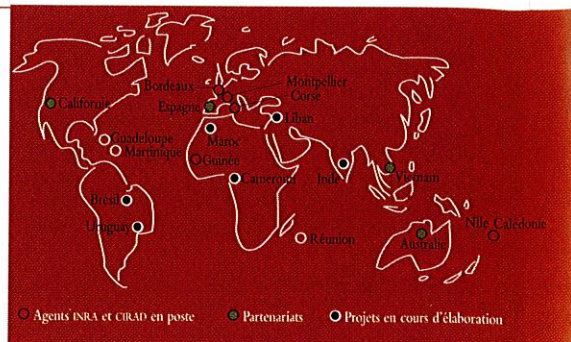 Bordeaux
Montpellier
Corse
Californie
Espagne
Liban
Maroc
Guadeloupe
Martinique
Guinée
Cameroun
Inde
Vietnam
Brésil
Uruguay
Réunion
Australie
Nlle Calédonie
Agents INRA et CIRAD en poste
Partenariats
Projets en cours d'élaboration